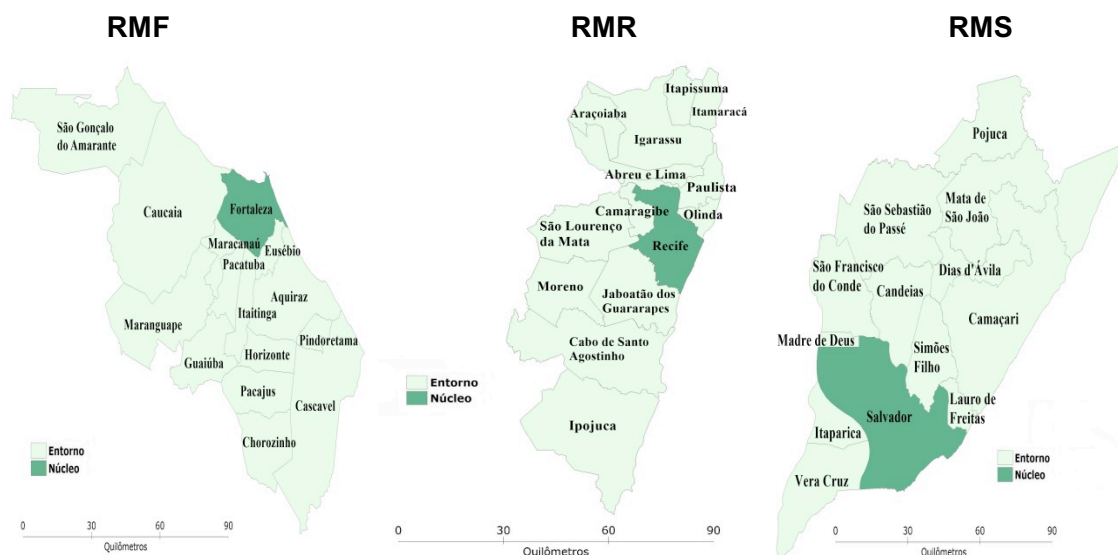 RMF
São Gonçalo
do Amarante
Caucaia
Fortaleza
Maracanaú
Eusébio
Pacatuba
Aquiraz
Itaitinga
Maranguape
Pindoretama
Guaiúba
Horizonte
Pacajus
Cascavel
Chorozinho
Entorno
Núcleo
0 30 60 90
Quilômetros
RMR
Itapissuma
Araçoiaba
Itamaracá
Igarassu
Abreu e Lima
Paulista
Camaragibe
Olinda
São Lourenço
da Mata
Recife
Moreno
Jaboatão dos
Guararapes
Cabo de Santo
Agostinho
Entorno
Núcleo
Ipojuca
0 30 60 90
Quilômetros
RMS
Pojuca
Mata de
São João
São Sebastião
do Passé
São Francisco
do Conde
Dias d'Ávila
Candeias
Camaçari
Madre de Deus
Simões
Filho
Lauro de
Freitas
Salvador
Itaparica
Vera Cruz
Entorno
Núcleo
0 30 60 90
Quilômetros